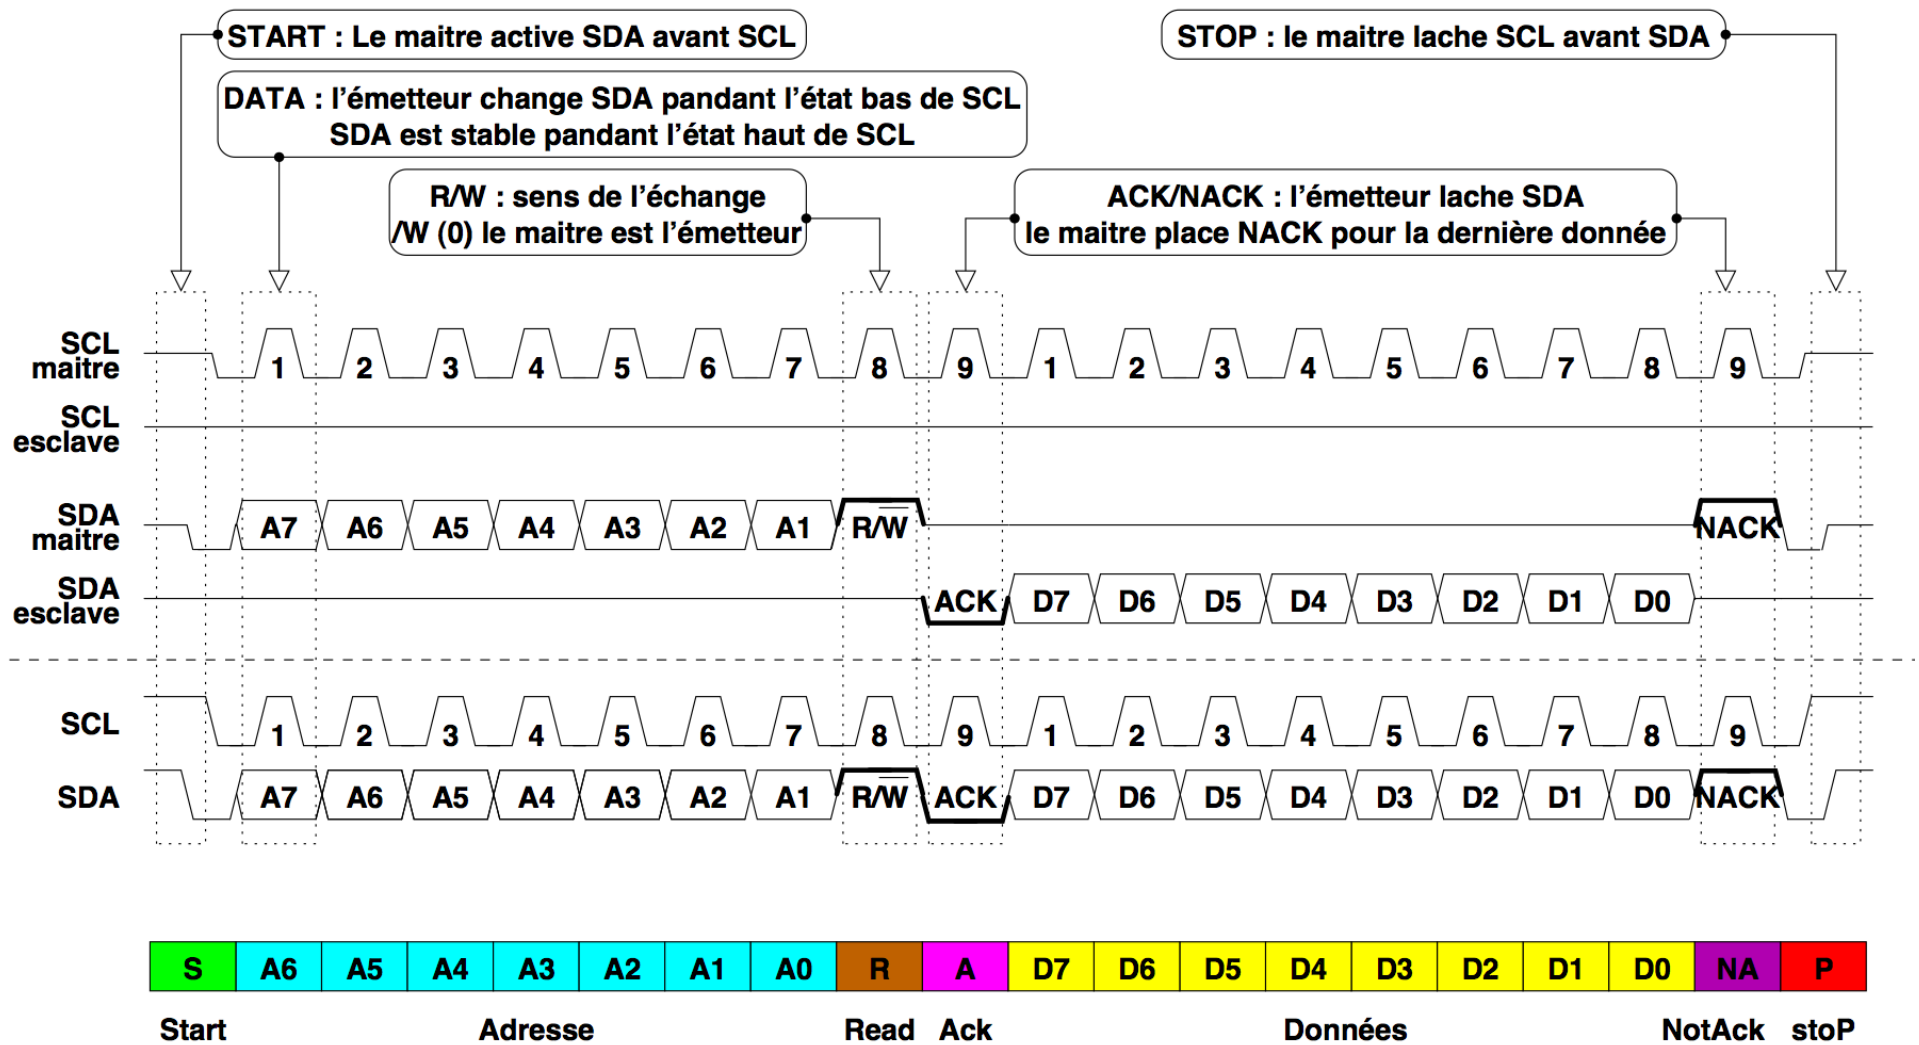 START : Le maitre active SDA avant SCL
STOP : le maitre lache SCL avant SDA
DATA : l'émetteur change SDA pandant l'état bas de SCL
SDA est stable pandant l'état haut de SCL
R/W : sens de l'échange
/W (0) le maitre est l'émetteur
ACK/NACK : l'émetteur lache SDA
le maitre place NACK pour la dernière donnée
SCL
maitre
1 2 3 4 5 6 7 8 9 1 2 3 4 5 6 7 8 9
SCL
esclave
SDA
maitre
A7 A6 A5 A4 A3 A2 A1 R/W NACK
SDA
esclave
ACK D7 D6 D5 D4 D3 D2 D1 D0
SCL
1 2 3 4 5 6 7 8 9 1 2 3 4 5 6 7 8 9
SDA
A7 A6 A5 A4 A3 A2 A1 R/W ACK D7 D6 D5 D4 D3 D2 D1 D0 NACK
S A6 A5 A4 A3 A2 A1 A0 R A D7 D6 D5 D4 D3 D2 D1 D0 NA P
Start Adresse Read Ack Données NotAck stoP